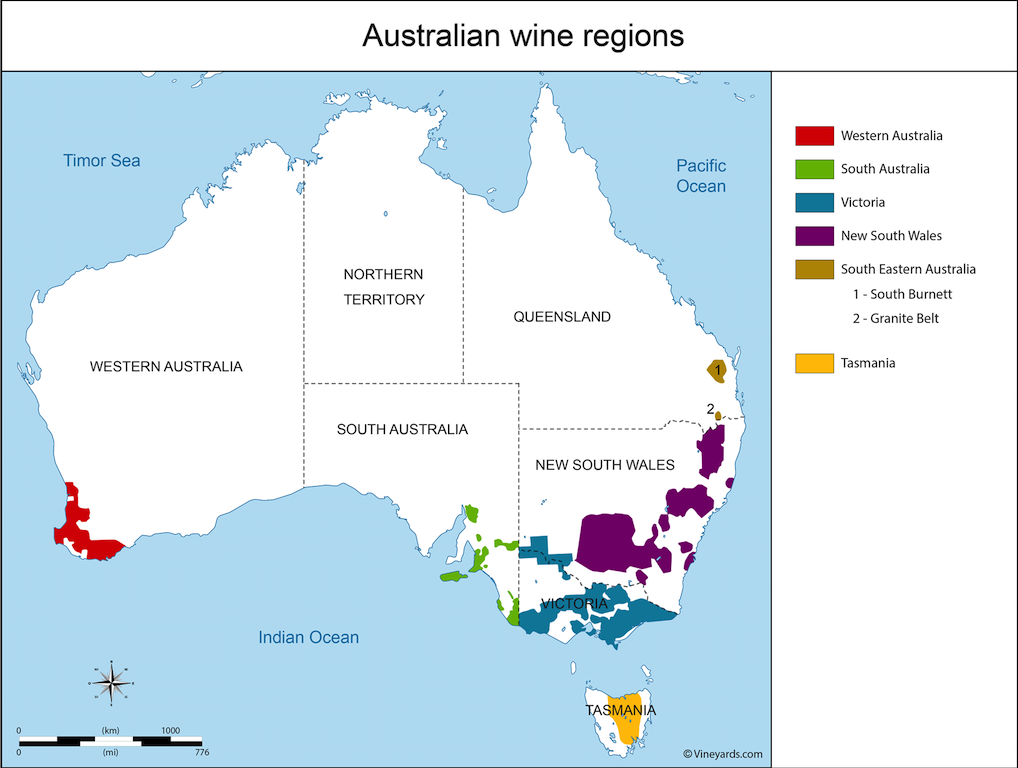 Australian wine regions
Timor Sea
Pacific
Ocean
NORTHERN
TERRITORY
QUEENSLAND
WESTERN AUSTRALIA
SOUTH AUSTRALIA
NEW SOUTH WALES
1
2
VICTORIA
TASMANIA
Indian Ocean
0 (km) 1000
0 (mi) 776
© Vineyards.com
Western Australia
South Australia
Victoria
New South Wales
South Eastern Australia
1 - South Burnett
2 - Granite Belt
Tasmania